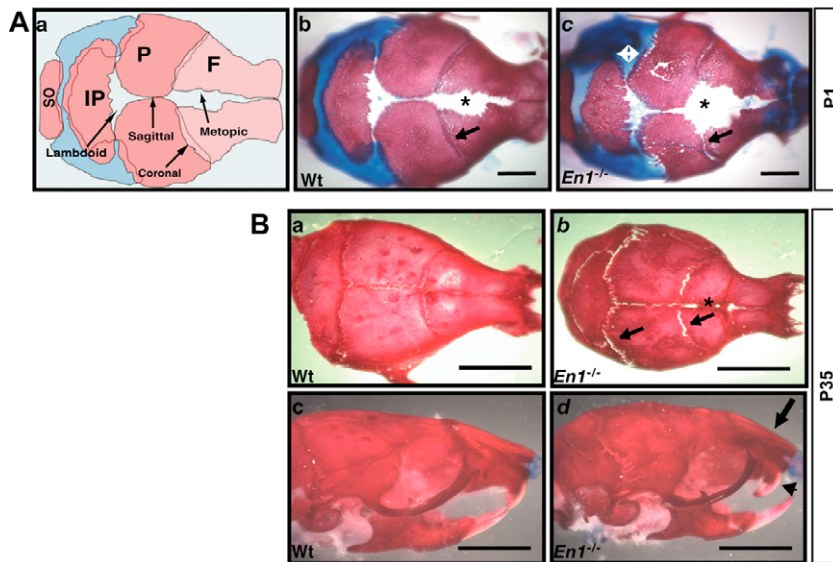 A
a
P
F
IP
SO
Lambdoid
Sagittal
Metopic
Coronal
b
*
Wt
c
*
En1-/-
P1
B
a
Wt
b
*
En1-/-
c
Wt
d
En1-/-
P35